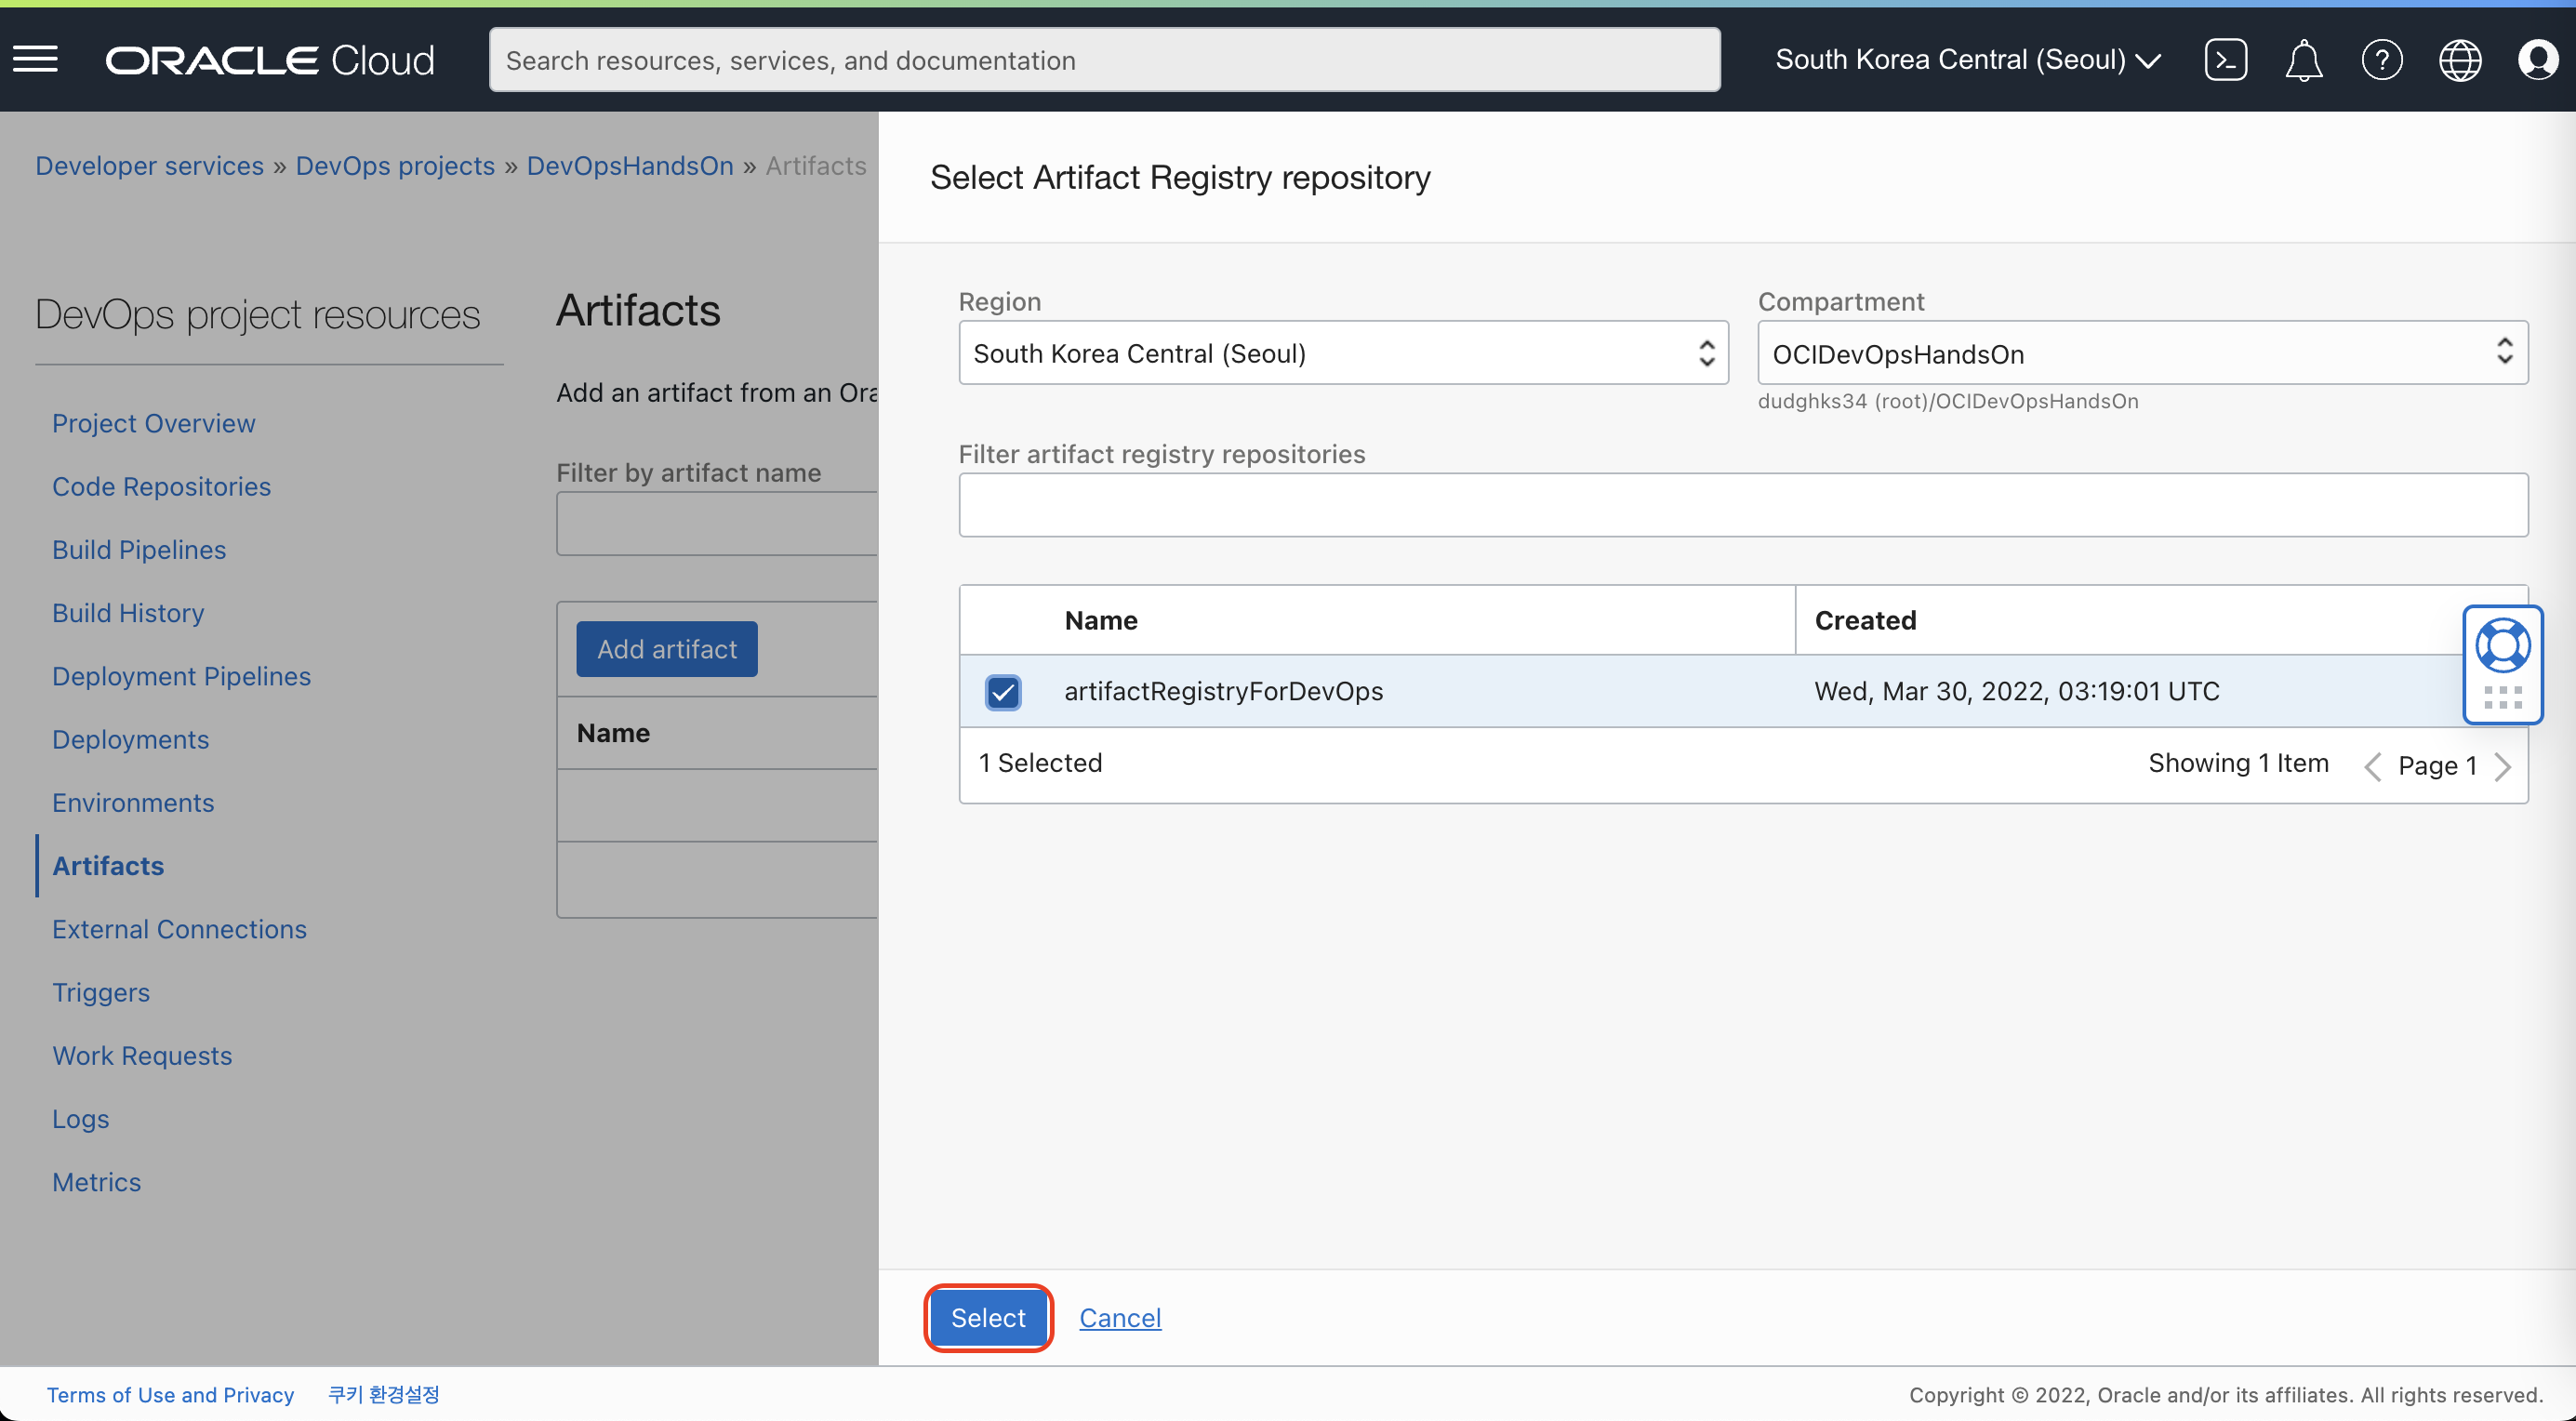 ORACLE Cloud
Search resources, services, and documentation
South Korea Central (Seoul)
Developer services » DevOps projects » DevOpsHandsOn » Artifacts
DevOps project resources
Project Overview
Code Repositories
Build Pipelines
Build History
Deployment Pipelines
Deployments
Environments
Artifacts
External Connections
Triggers
Work Requests
Logs
Metrics
Artifacts
Add an artifact from an Ora
Filter by artifact name
Add artifact
Name
Select Artifact Registry repository
Region
South Korea Central (Seoul)
Compartment
OCIDevOpsHandsOn
dudghks34 (root)/OCIDevOpsHandsOn
Filter artifact registry repositories
Name Created
artifactRegistryForDevOps Wed, Mar 30, 2022, 03:19:01 UTC
1 Selected Showing 1 Item Page 1
Select Cancel
Terms of Use and Privacy 쿠키 환경설정
Copyright © 2022, Oracle and/or its affiliates. All rights reserved.